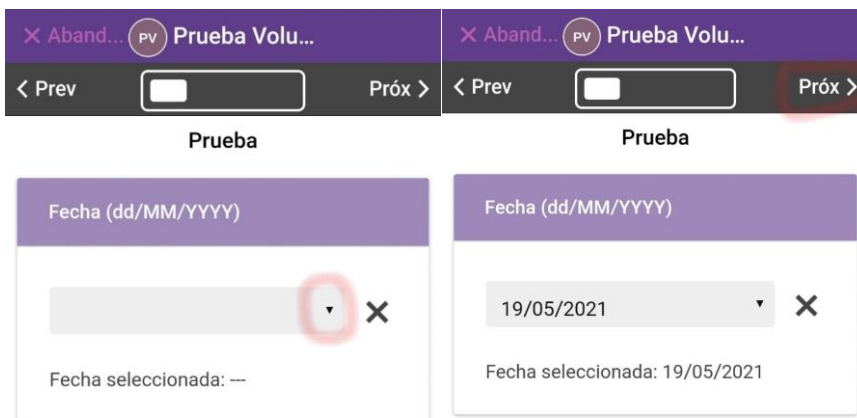 Aband... PV Prueba Volu...
Prev Próx
Prueba
Fecha (dd/MM/YYYY)
Fecha seleccionada: ---
Aband... PV Prueba Volu...
Prev Próx
Prueba
Fecha (dd/MM/YYYY)
19/05/2021
Fecha seleccionada: 19/05/2021